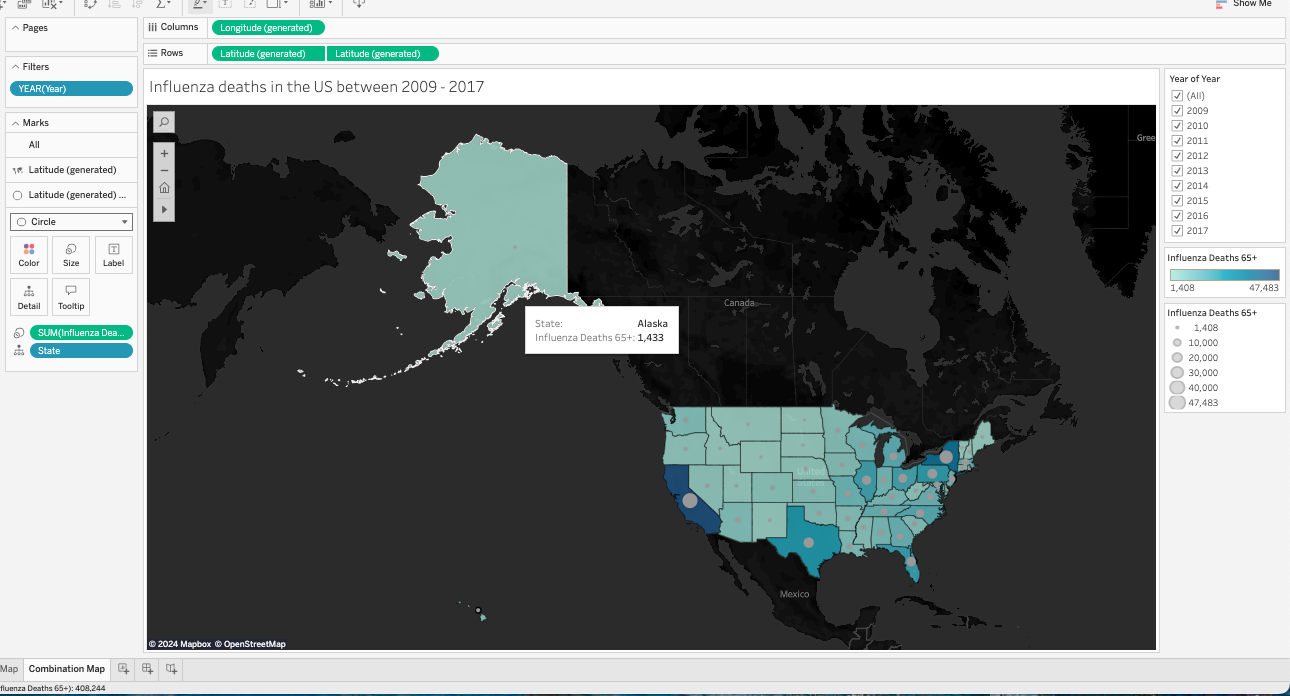 Show Me
Pages
Columns
Longitude (generated)
Rows
Latitude (generated)
Latitude (generated)
Filters
YEAR(Year)
Marks
All
Latitude (generated)
Latitude (generated) ...
Circle
Color
Size
Label
Detail
Tooltip
SUM(Influenza Dea...
State
Influenza deaths in the US between 2009 - 2017
Gree
Canada
State: Alaska
Influenza Deaths 65+: 1,433
United
States
Mexico
© 2024 Mapbox © OpenStreetMap
Year of Year
(All)
2009
2010
2011
2012
2013
2014
2015
2016
2017
Influenza Deaths 65+
1,408 47,483
Influenza Deaths 65+
1,408
10,000
20,000
30,000
40,000
47,483
Map
Combination Map
fluenza Deaths 65+): 408,244